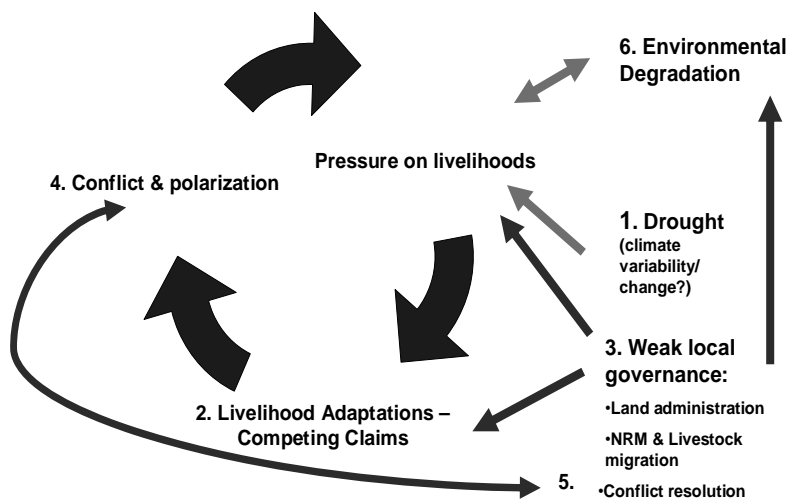 6. Environmental
Degradation
Pressure on livelihoods
4. Conflict & polarization
1. Drought
(climate
variability/
change?)
3. Weak local
governance:
•Land administration
•NRM & Livestock
migration
•Conflict resolution
2. Livelihood Adaptations –
Competing Claims
5.